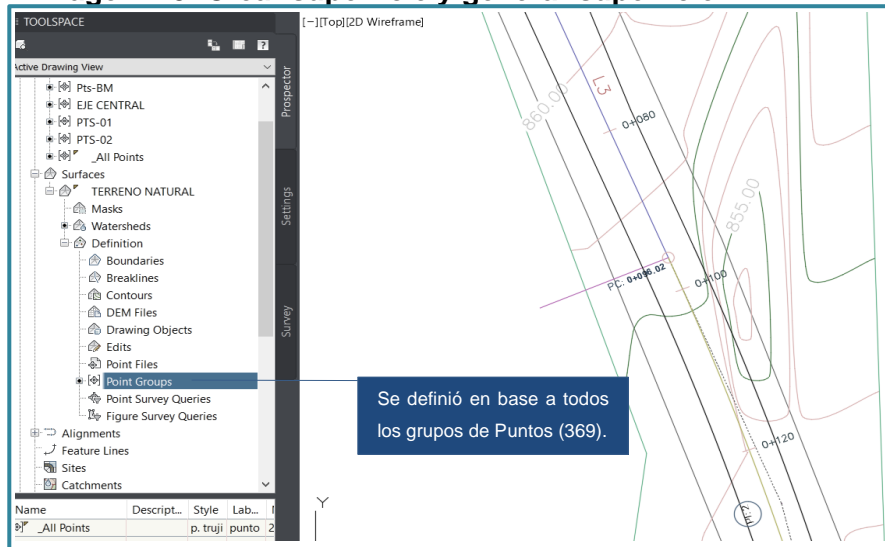 TOOLSPACE
Active Drawing View
Pts-BM
EJE CENTRAL
PTS-01
PTS-02
_All Points
Surfaces
TERRENO NATURAL
Masks
Watersheds
Definition
Boundaries
Breaklines
Contours
DEM Files
Drawing Objects
Edits
Point Files
Point Groups
Point Survey Queries
Figure Survey Queries
Alignments
Feature Lines
Sites
Catchments
Name Descript... Style Lab...
_All Points p. truji punto 2
Prospector
Settings
Survey
[−][Top][2D Wireframe]
860.00
L3
0+080
855.00
PC: 0+096.02
0+100
0+120
Y
Se definió en base a todos
los grupos de Puntos (369).